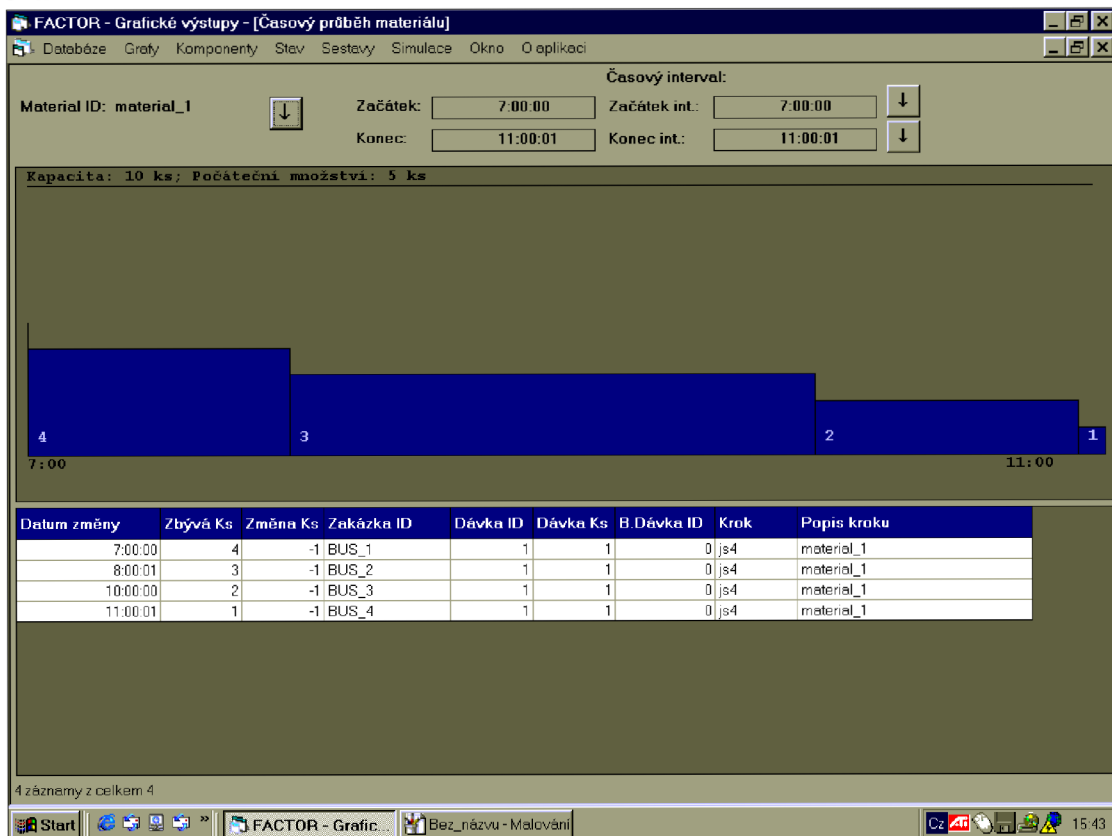 FACTOR - Grafické výstupy - [Časový průběh materiálu]
Databáze Grafy Komponenty Stav Sestavy Simulace Okno O aplikaci
Časový interval:
Material ID: material_1 Začátek: 7:00:00 Začátek int.: 7:00:00
Konec: 11:00:01 Konec int.: 11:00:01
Kapacita: 10 ks; Počáteční množství: 5 ks
4 3 2 1
7:00 11:00
Datum změny Zbývá Ks Změna Ks Zakázka ID Dávka ID Dávka Ks B.Dávka ID Krok Popis kroku
7:00:00 4 -1 BUS_1 1 1 0 js4 material_1
8:00:01 3 -1 BUS_2 1 1 0 js4 material_1
10:00:00 2 -1 BUS_3 1 1 0 js4 material_1
11:00:01 1 -1 BUS_4 1 1 0 js4 material_1
4 záznamy z celkem 4
Start » FACTOR - Grafic... Bez_názvu - Malování Cz ATI 15:43